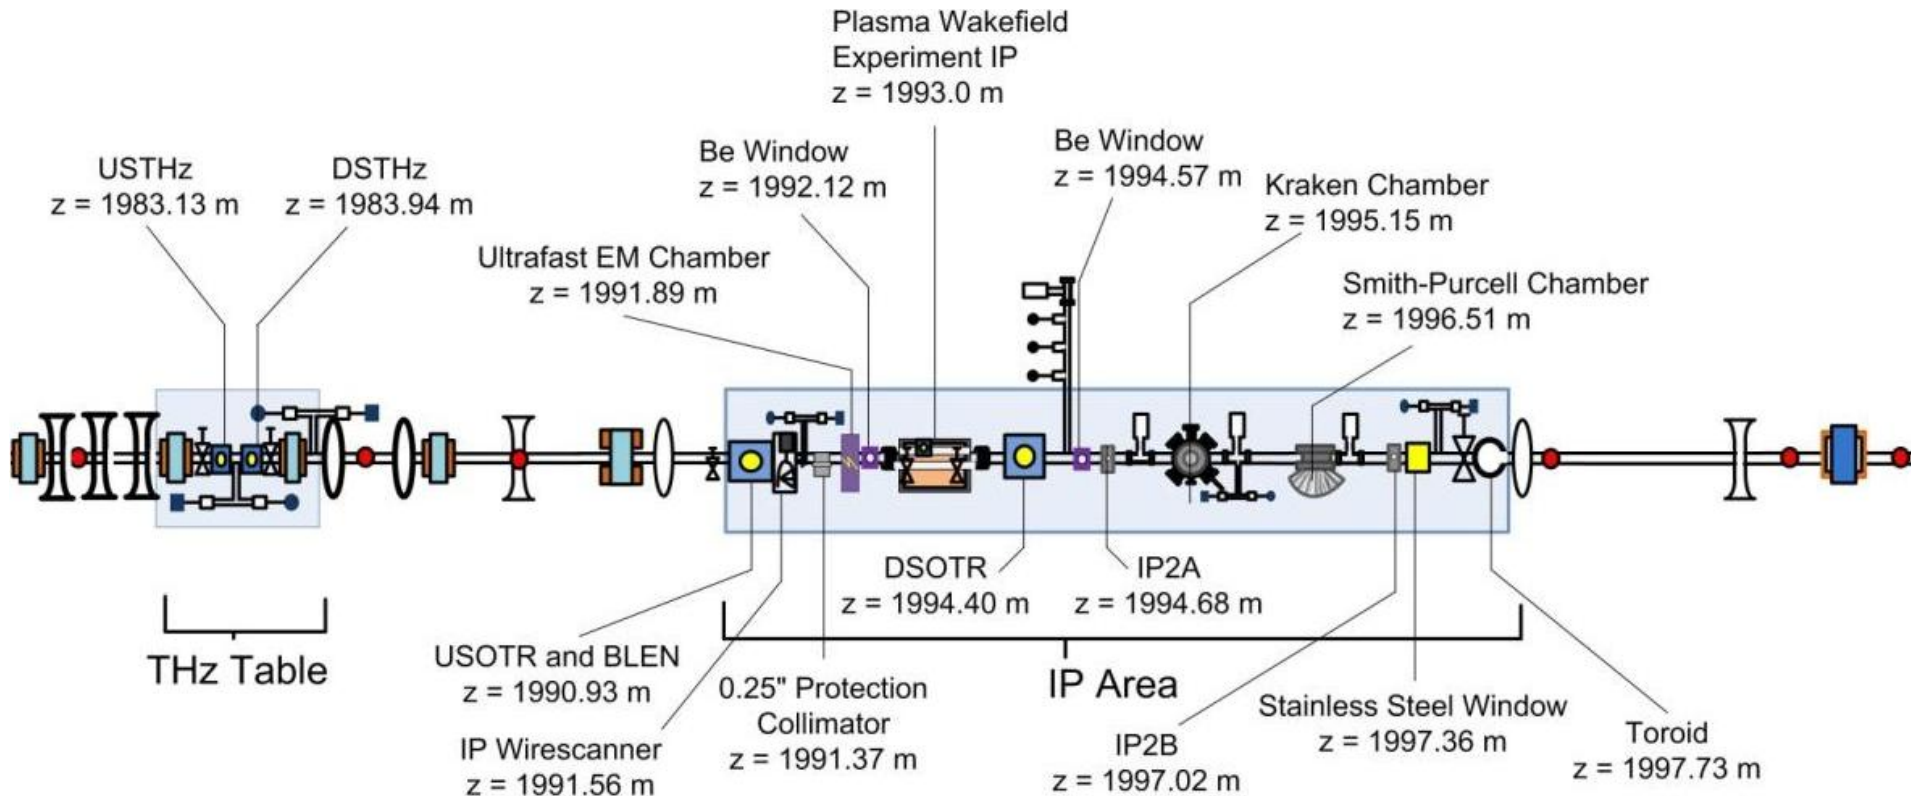 Plasma Wakefield
Experiment IP
z = 1993.0 m
Be Window
z = 1992.12 m
Be Window
z = 1994.57 m
USTHz
z = 1983.13 m
DSTHz
z = 1983.94 m
Kraken Chamber
z = 1995.15 m
Ultrafast EM Chamber
z = 1991.89 m
Smith-Purcell Chamber
z = 1996.51 m
DSOTR
z = 1994.40 m
IP2A
z = 1994.68 m
THz Table
USOTR and BLEN
z = 1990.93 m
IP Area
0.25" Protection
Collimator
z = 1991.37 m
IP Wirescanner
z = 1991.56 m
IP2B
z = 1997.02 m
Stainless Steel Window
z = 1997.36 m
Toroid
z = 1997.73 m